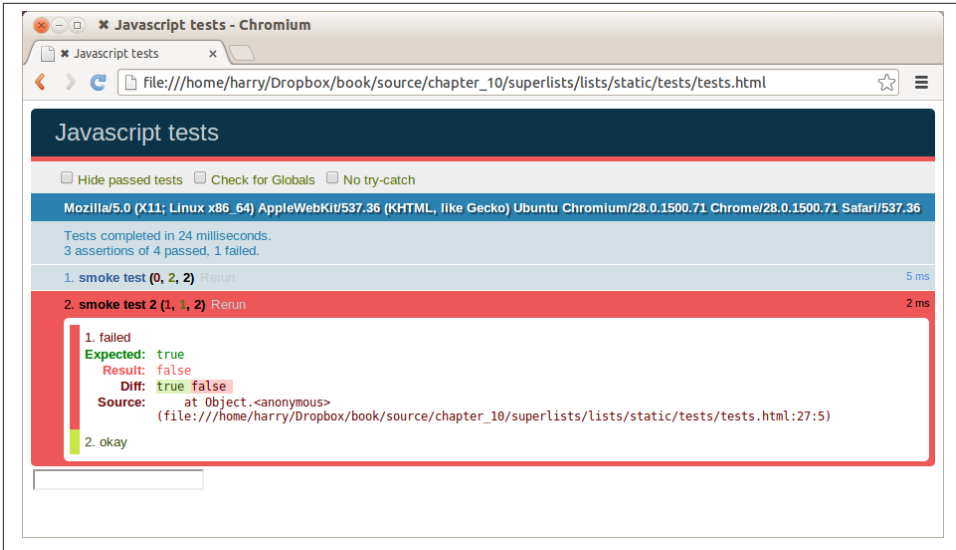 ✖ Javascript tests - Chromium
✖ Javascript tests ×
file:///home/harry/Dropbox/book/source/chapter_10/superlists/lists/static/tests/tests.html
Javascript tests
Hide passed tests Check for Globals No try-catch
Mozilla/5.0 (X11; Linux x86_64) AppleWebKit/537.36 (KHTML, like Gecko) Ubuntu Chromium/28.0.1500.71 Chrome/28.0.1500.71 Safari/537.36
Tests completed in 24 milliseconds.
3 assertions of 4 passed, 1 failed.
1. smoke test (0, 2, 2) Rerun 5 ms
2. smoke test 2 (1, 1, 2) Rerun 2 ms
1. failed
Expected: true
Result: false
Diff: true false
Source: at Object.<anonymous>
(file:///home/harry/Dropbox/book/source/chapter_10/superlists/lists/static/tests/tests.html:27:5)
2. okay